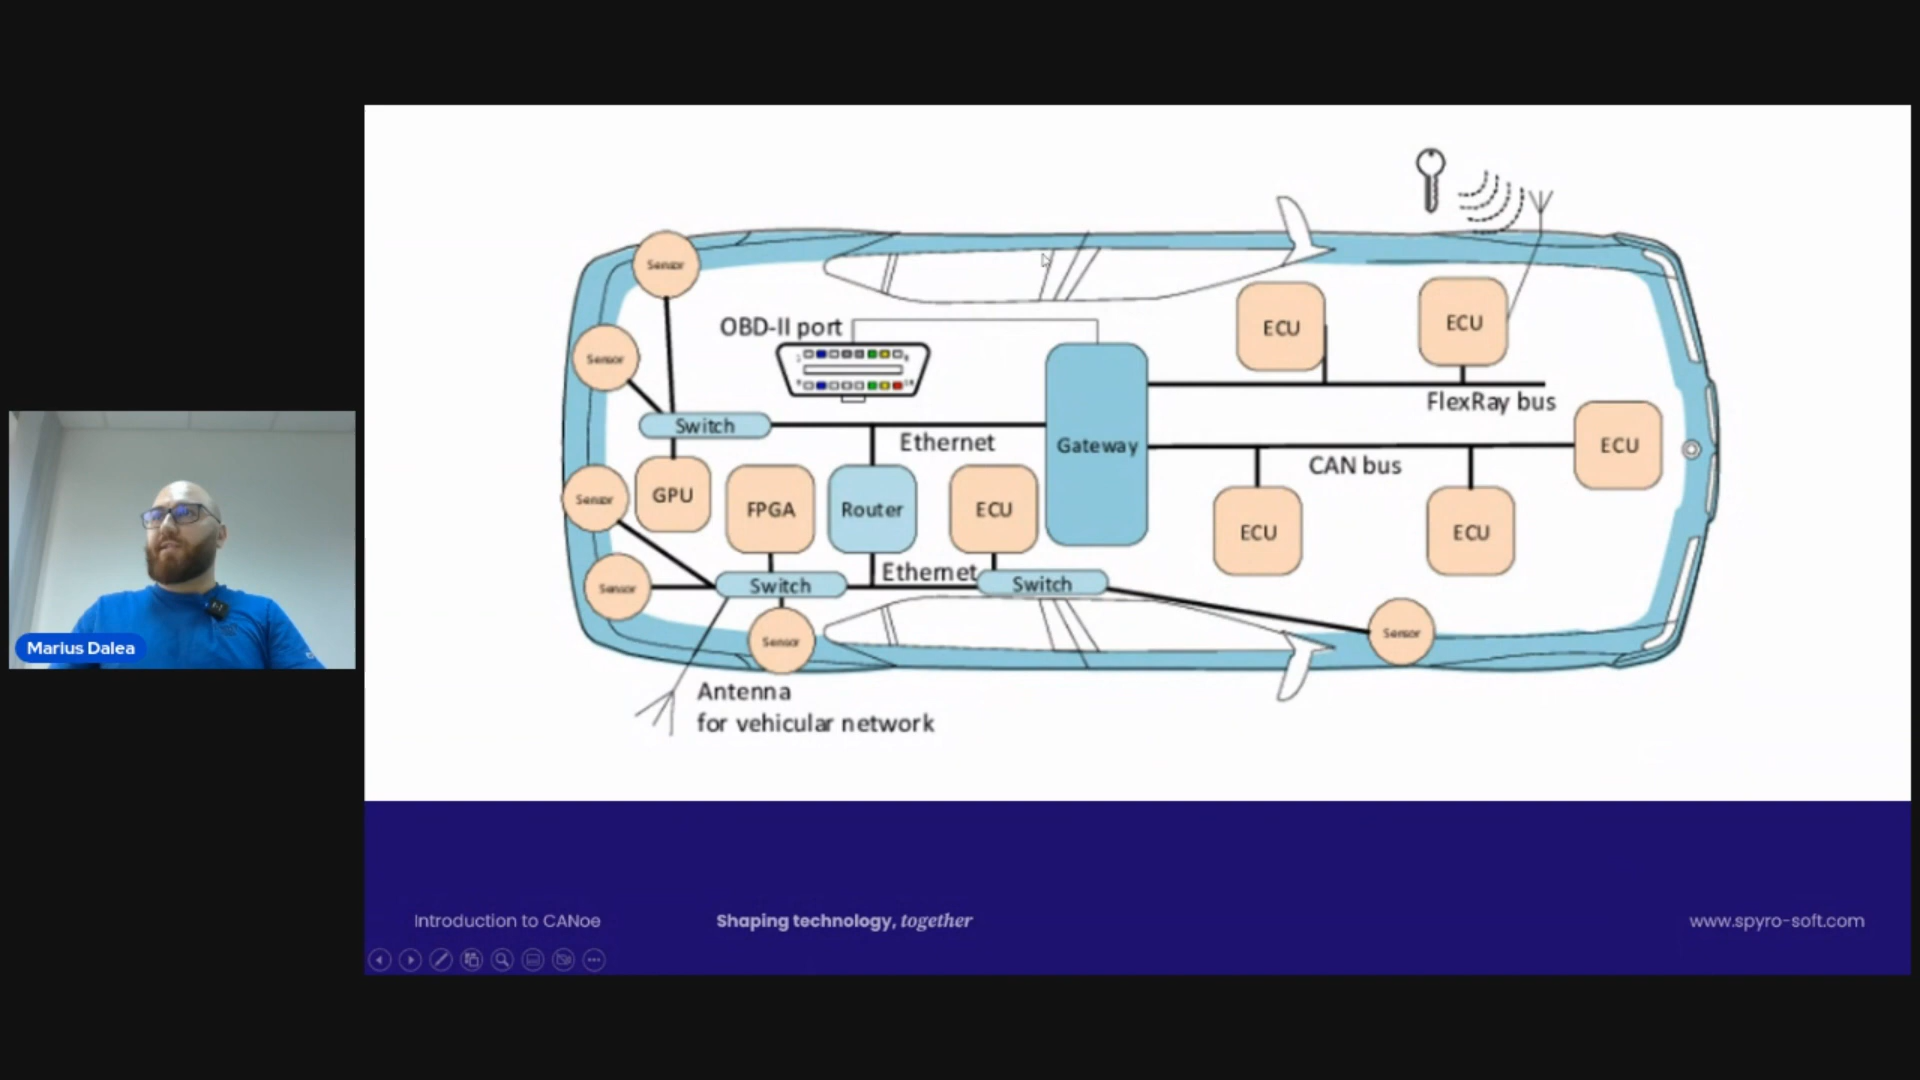 Sensor
OBD-II port
ECU
ECU
Sensor
FlexRay bus
Switch
Ethernet
Gateway
ECU
CAN bus
Sensor
GPU
FPGA
Router
ECU
ECU
ECU
Ethernet
Sensor
Switch
Switch
Sensor
Sensor
Marius Dalea
Antenna
for vehicular network
Introduction to CANoe
Shaping technology, together
www.spyro-soft.com